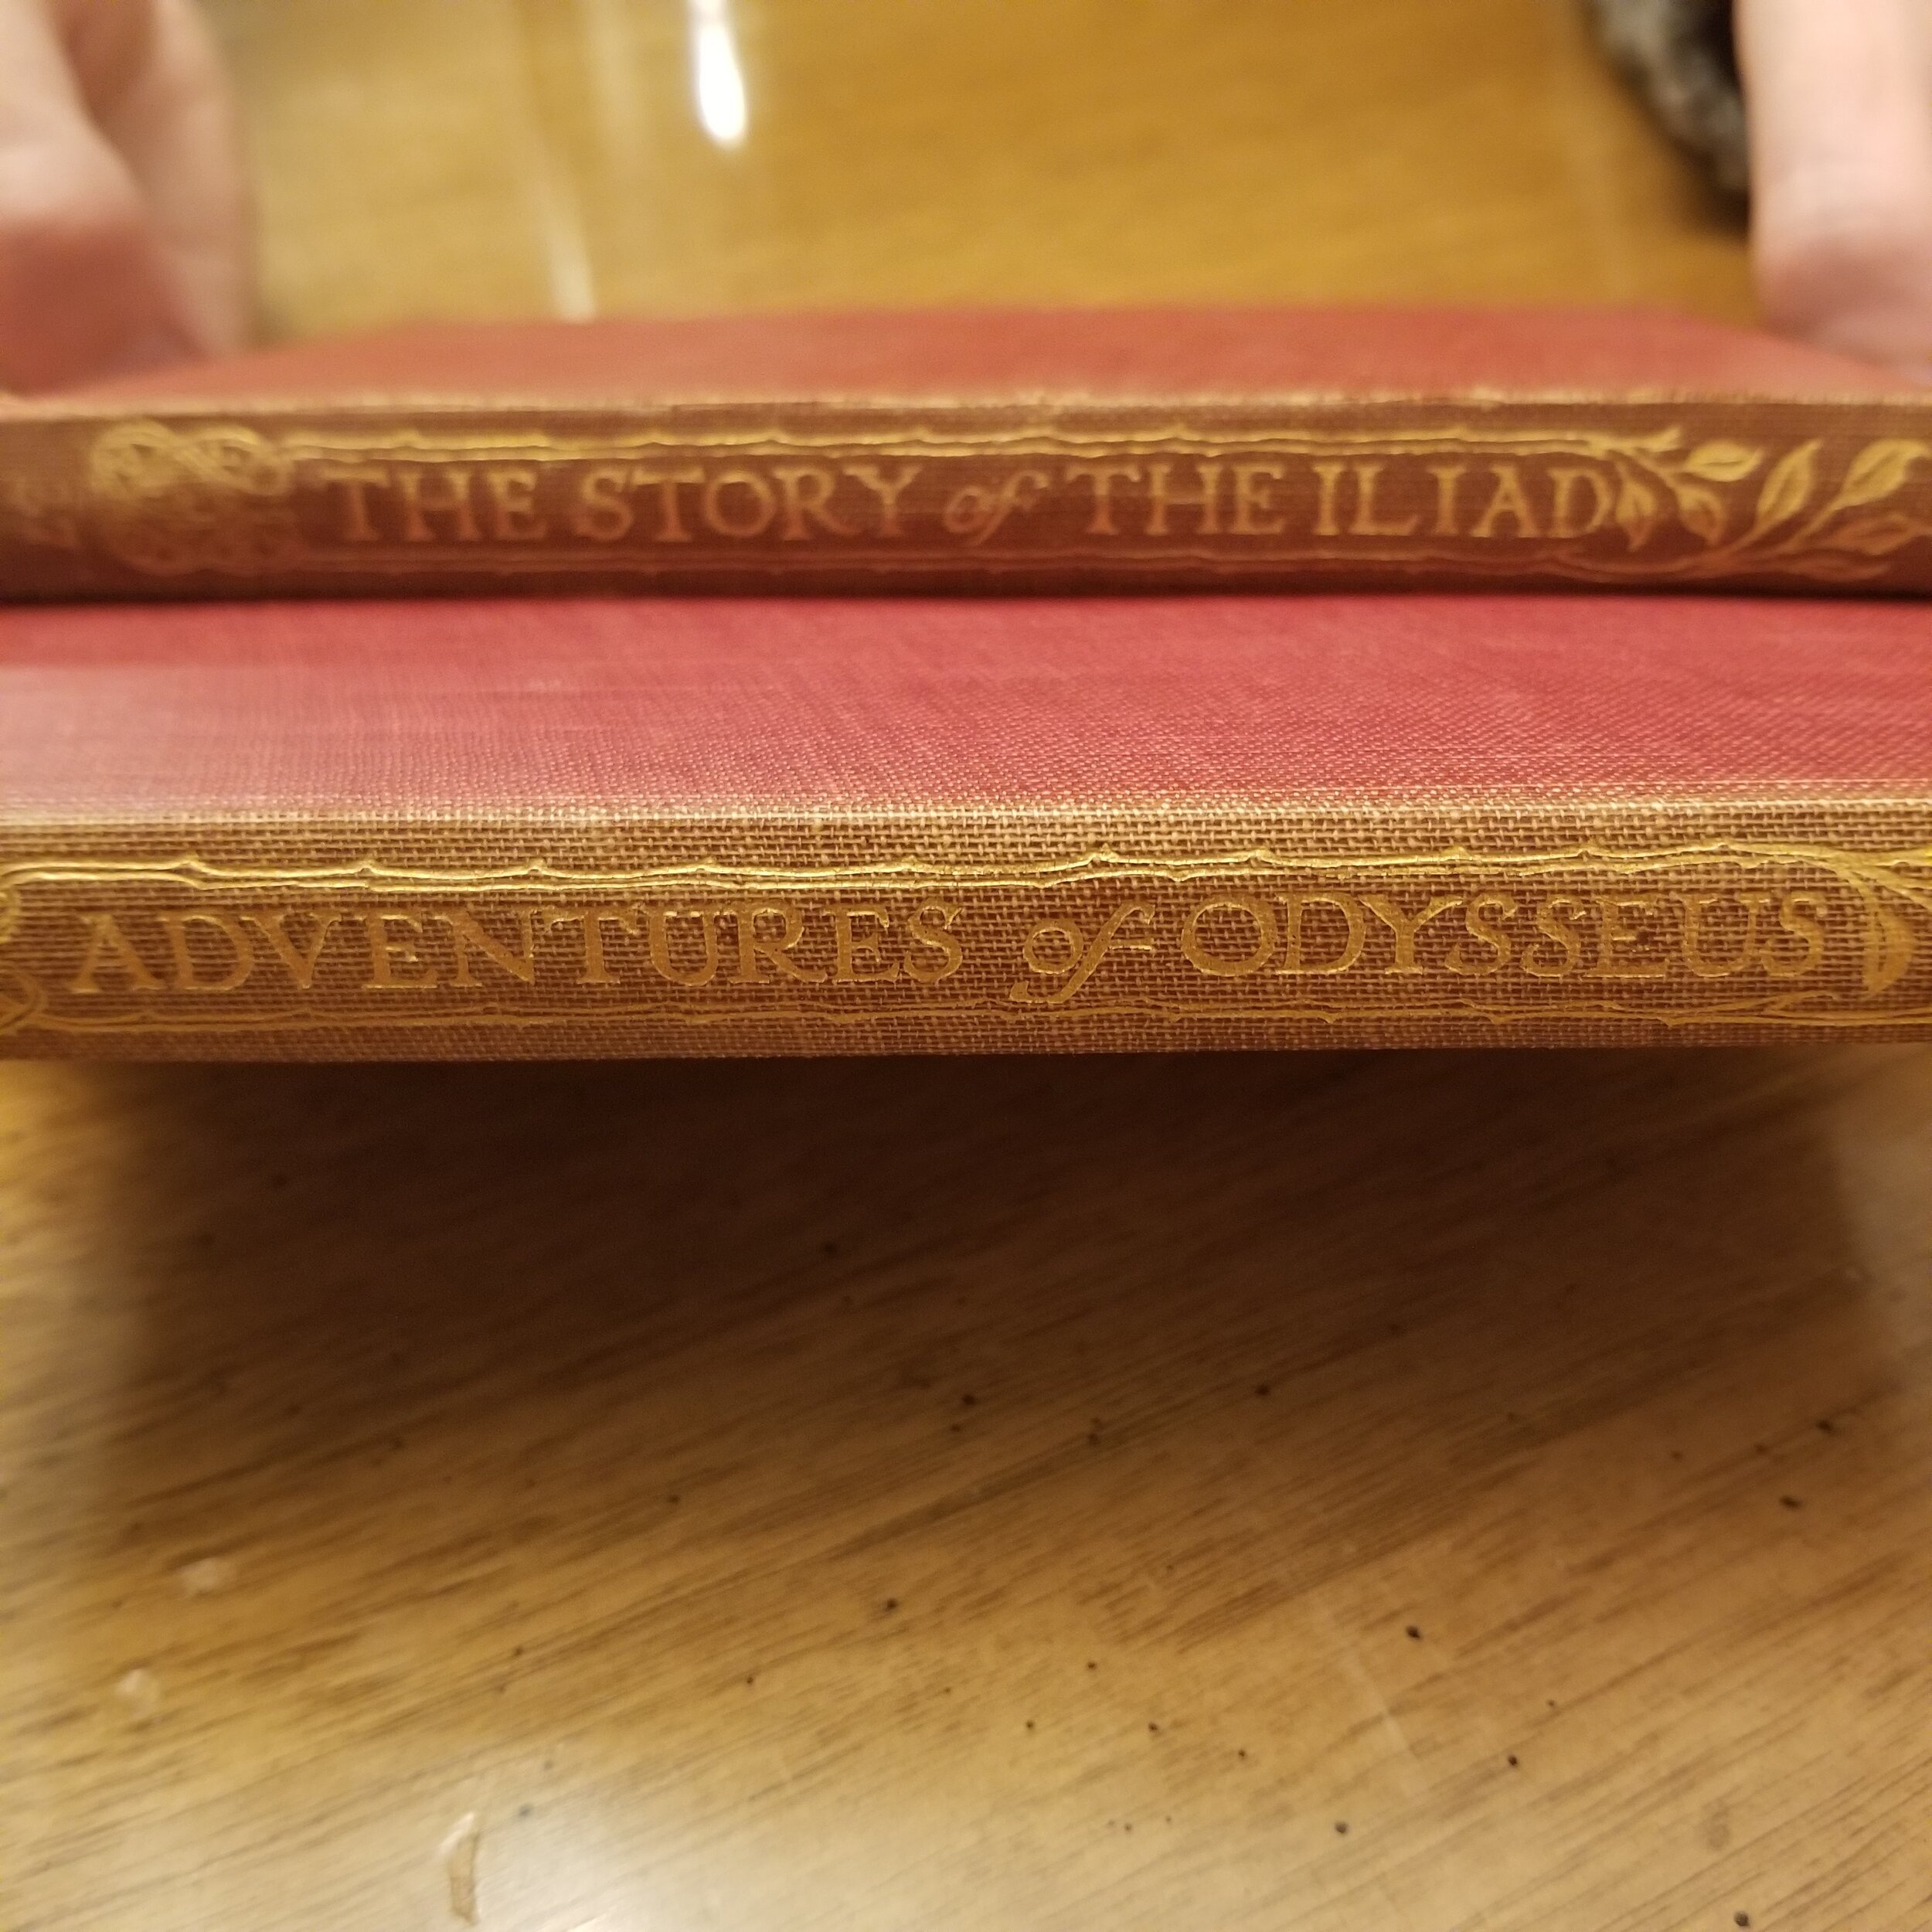 THE STORY of THE ILIAD
ADVENTURES of ODYSSEUS